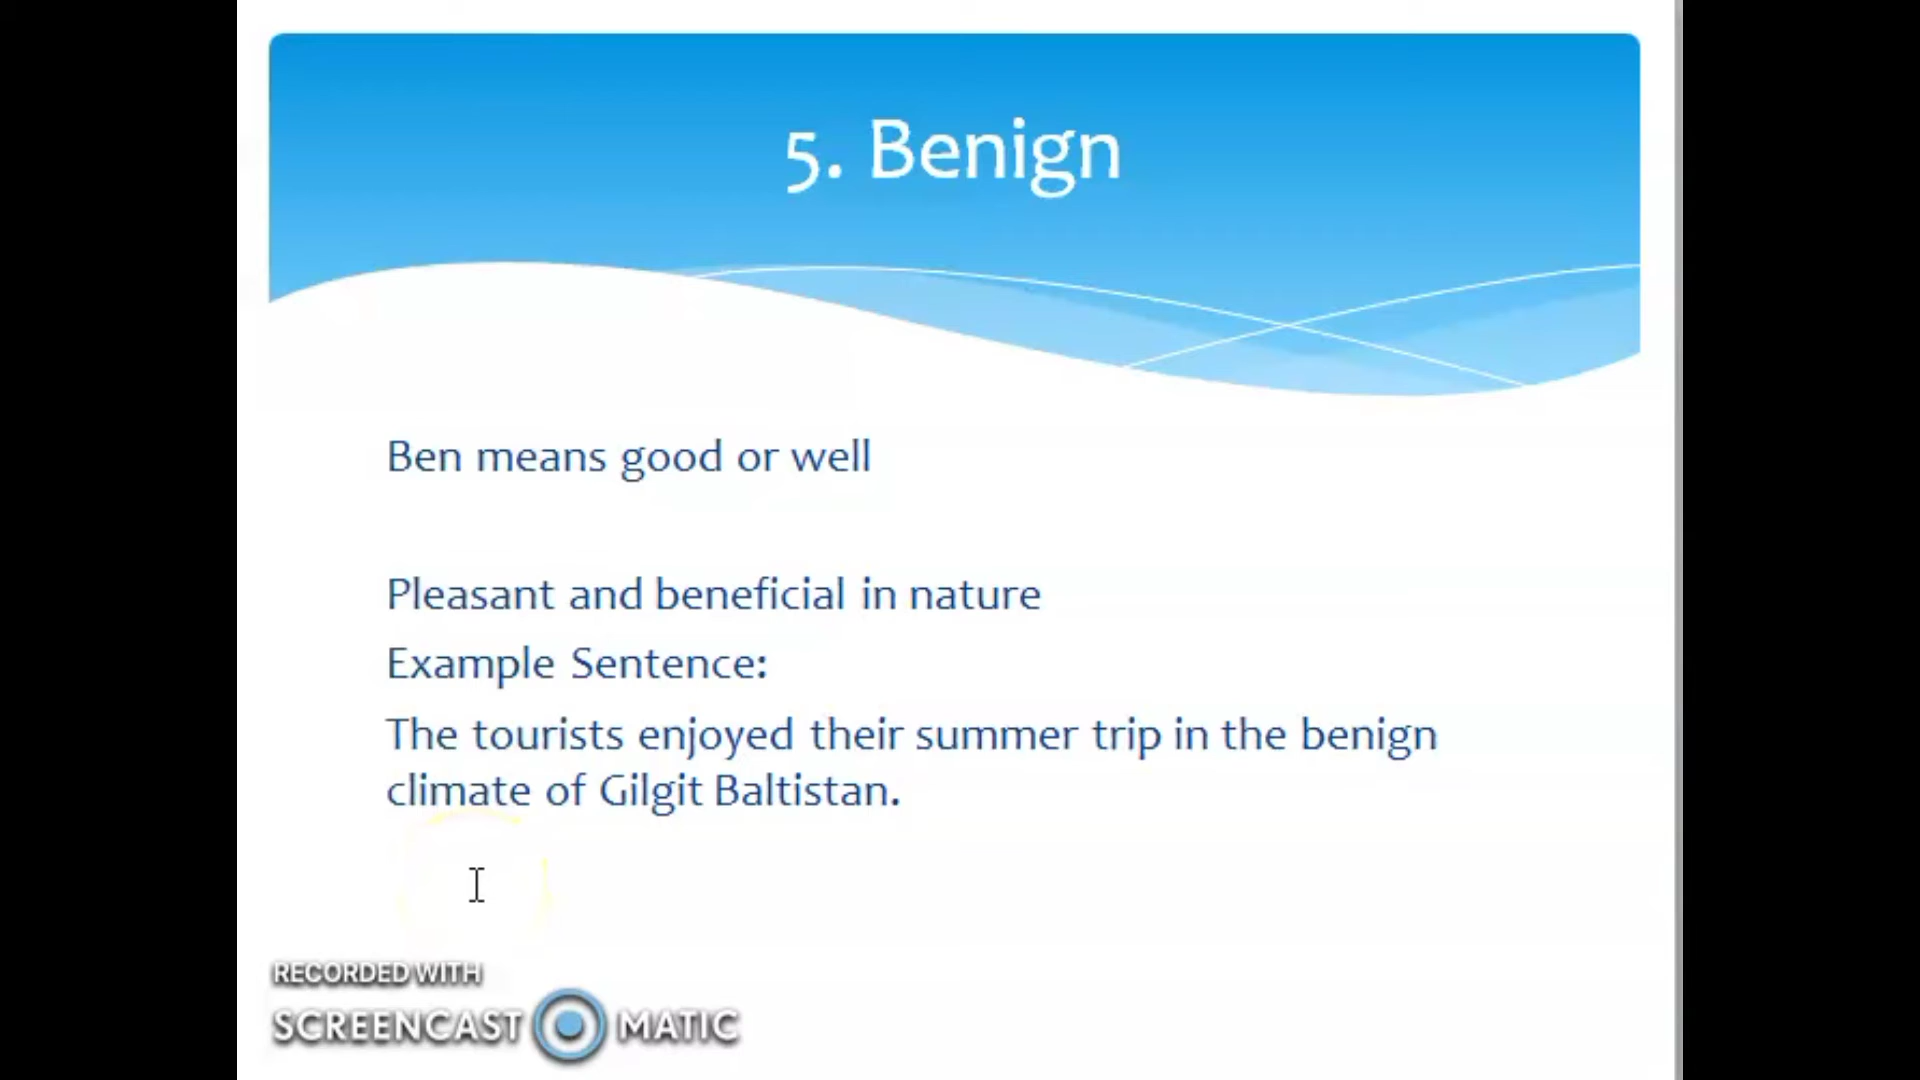 5. Benign
Ben means good or well
Pleasant and beneficial in nature
Example Sentence:
The tourists enjoyed their summer trip in the benign
climate of Gilgit Baltistan.
RECORDED WITH
SCREENCAST MATIC